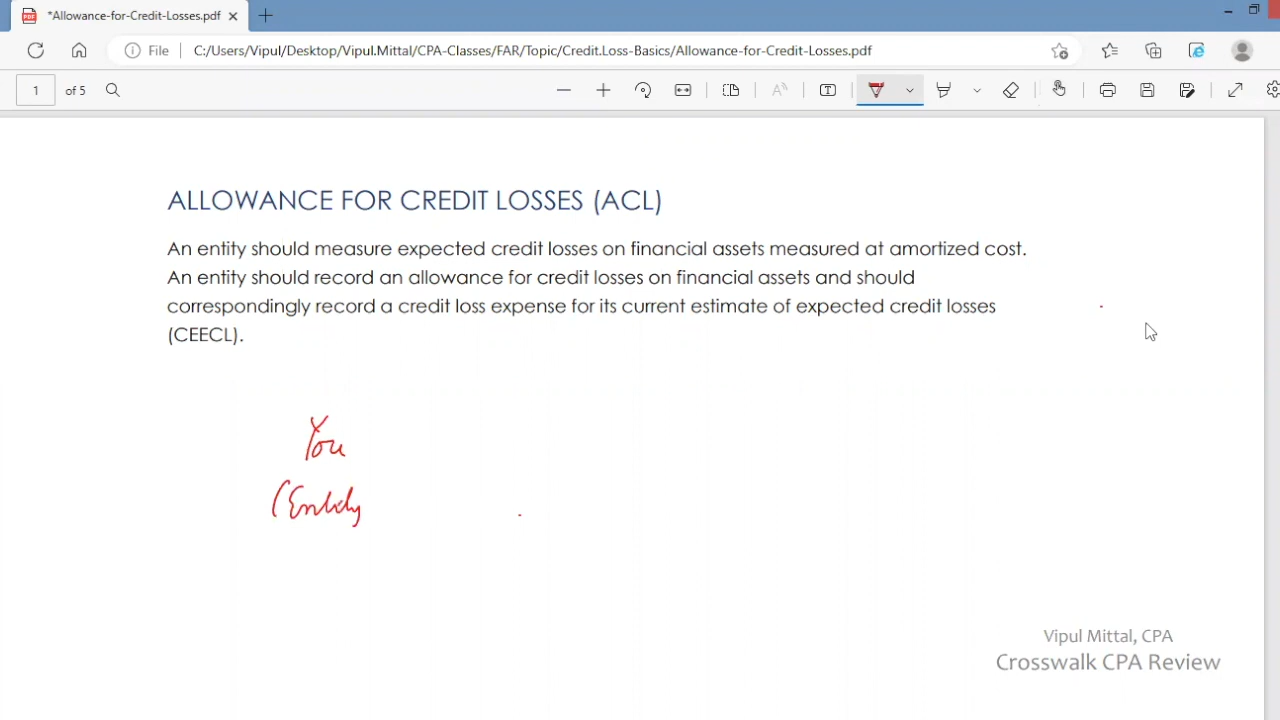 *Allowance-for-Credit-Losses.pdf
File
C:/Users/Vipul/Desktop/Vipul.Mittal/CPA-Classes/FAR/Topic/Credit.Loss-Basics/Allowance-for-Credit-Losses.pdf
1 of 5
ALLOWANCE FOR CREDIT LOSSES (ACL)
An entity should measure expected credit losses on financial assets measured at amortized cost.
An entity should record an allowance for credit losses on financial assets and should
correspondingly record a credit loss expense for its current estimate of expected credit losses
(CEECL).
You
(Entity
Vipul Mittal, CPA
Crosswalk CPA Review